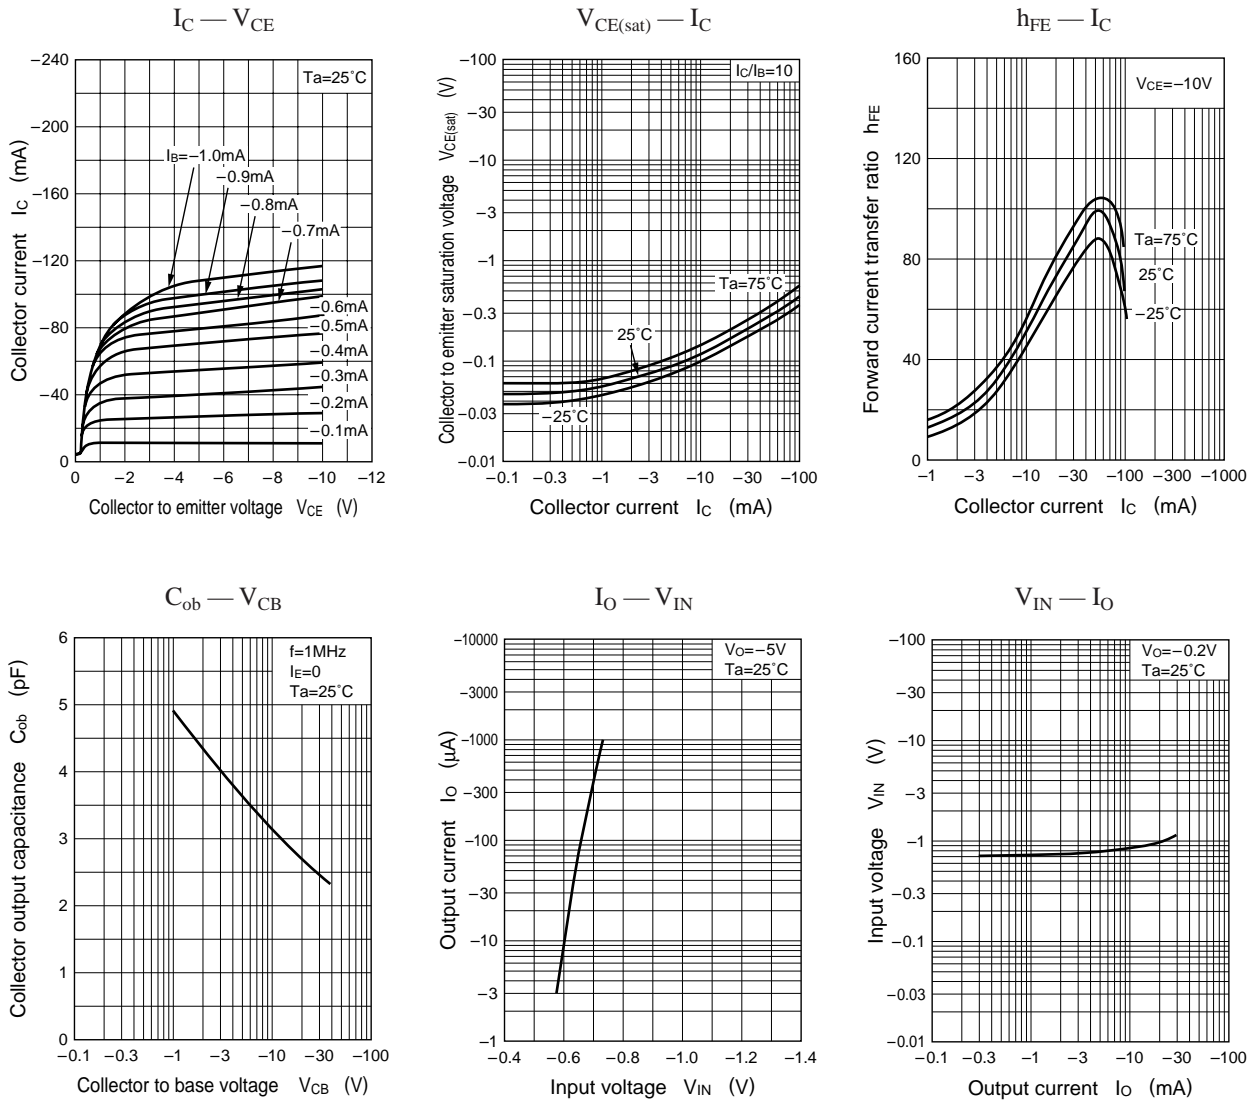 IC — VCE
−240
−200
−160
−120
−80
−40
0
0
−2
−4
−6
−8
−10
−12
Collector current IC (mA)
Collector to emitter voltage VCE (V)
Ta=25˚C
IB=−1.0mA
−0.9mA
−0.8mA
−0.7mA
−0.6mA
−0.5mA
−0.4mA
−0.3mA
−0.2mA
−0.1mA
VCE(sat) — IC
−100
−30
−10
−3
−1
−0.3
−0.1
−0.03
−0.01
−0.1
−0.3
−1
−3
−10
−30
−100
Collector to emitter saturation voltage VCE(sat) (V)
Collector current IC (mA)
IC/IB=10
Ta=75˚C
25˚C
−25˚C
hFE — IC
160
120
80
40
0
−1
−3
−10
−30
−100
−300
−1000
Forward current transfer ratio hFE
Collector current IC (mA)
VCE=−10V
Ta=75˚C
25˚C
−25˚C
Cob — VCB
6
5
4
3
2
1
0
−0.1
−0.3
−1
−3
−10
−30
−100
Collector output capacitance Cob (pF)
Collector to base voltage VCB (V)
f=1MHz
IE=0
Ta=25˚C
IO — VIN
−10000
−3000
−1000
−300
−100
−30
−10
−3
−1
−0.4
−0.6
−0.8
−1.0
−1.2
−1.4
Output current IO (μA)
Input voltage VIN (V)
VO=−5V
Ta=25˚C
VIN — IO
−100
−30
−10
−3
−1
−0.3
−0.1
−0.03
−0.01
−0.1
−0.3
−1
−3
−10
−30
−100
Input voltage VIN (V)
Output current IO (mA)
VO=−0.2V
Ta=25˚C